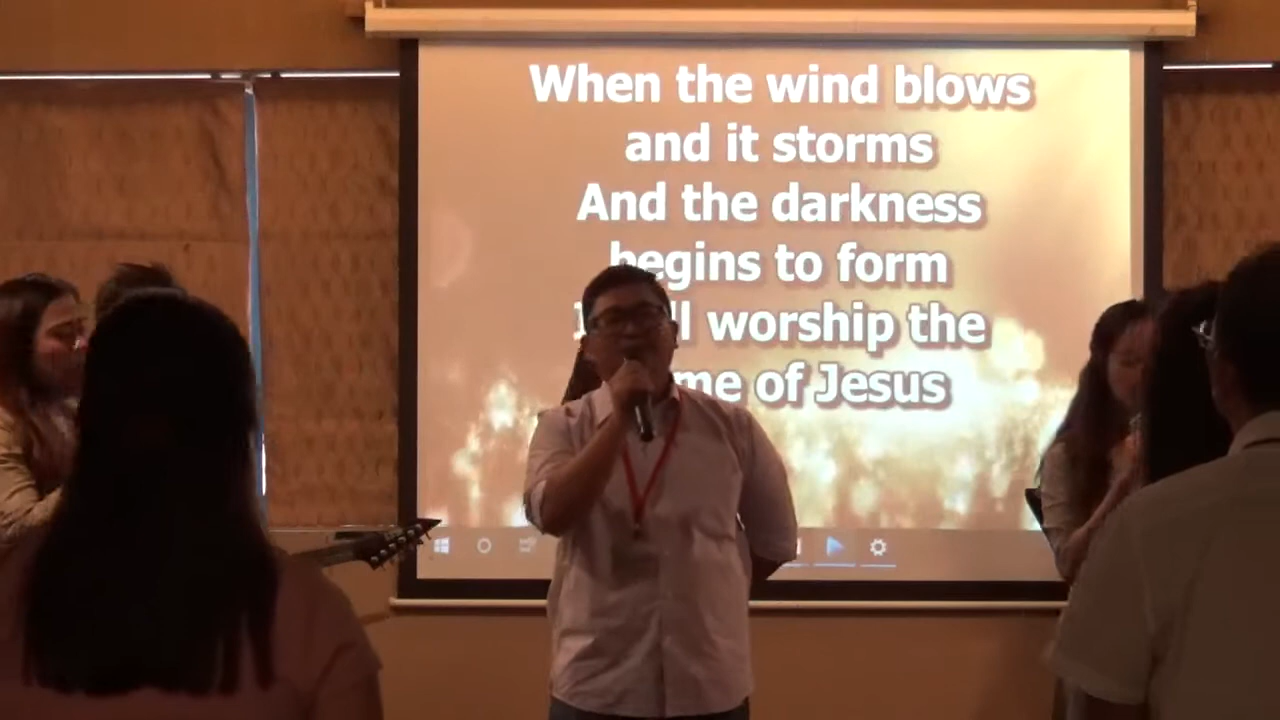 When the wind blows
and it storms
And the darkness
begins to form
worship the
of Jesus